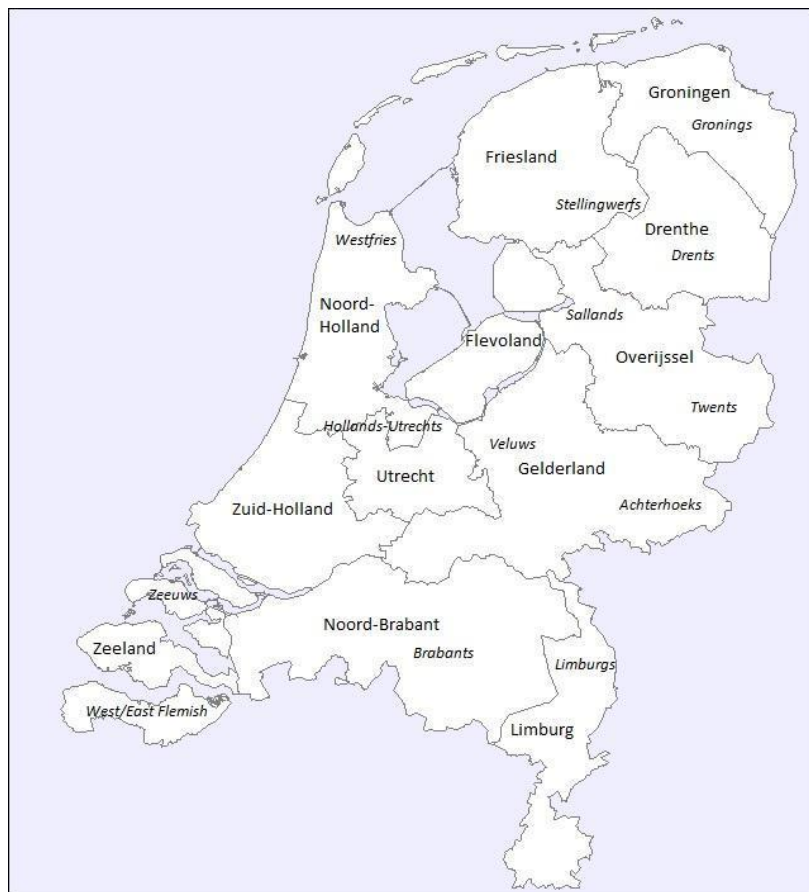 Groningen
Gronings
Friesland
Stellingwerfs
Drenthe
Drents
Westfries
Noord-
Holland
Sallands
Flevoland
Overijssel
Twents
Hollands-Utrechts
Veluws
Gelderland
Utrecht
Zuid-Holland
Achterhoeks
Zeeuws
Noord-Brabant
Brabants
Zeeland
Limburgs
West/East Flemish
Limburg